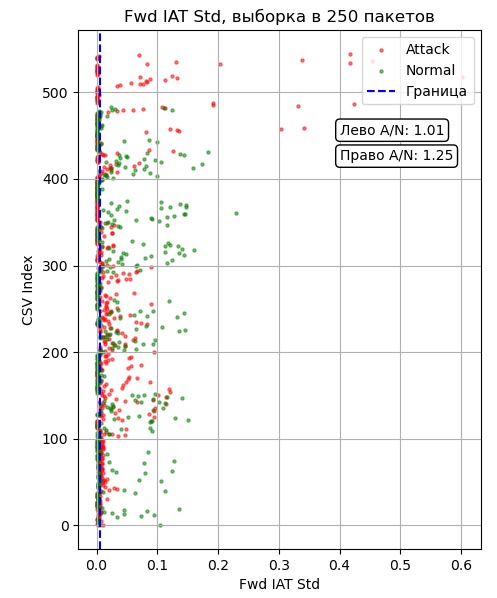 Fwd IAT Std, выборка в 250 пакетов
Attack
Normal
Граница
Лево A/N: 1.01
Право A/N: 1.25
CSV Index
500
400
300
200
100
0
0.0 0.1 0.2 0.3 0.4 0.5 0.6
Fwd IAT Std